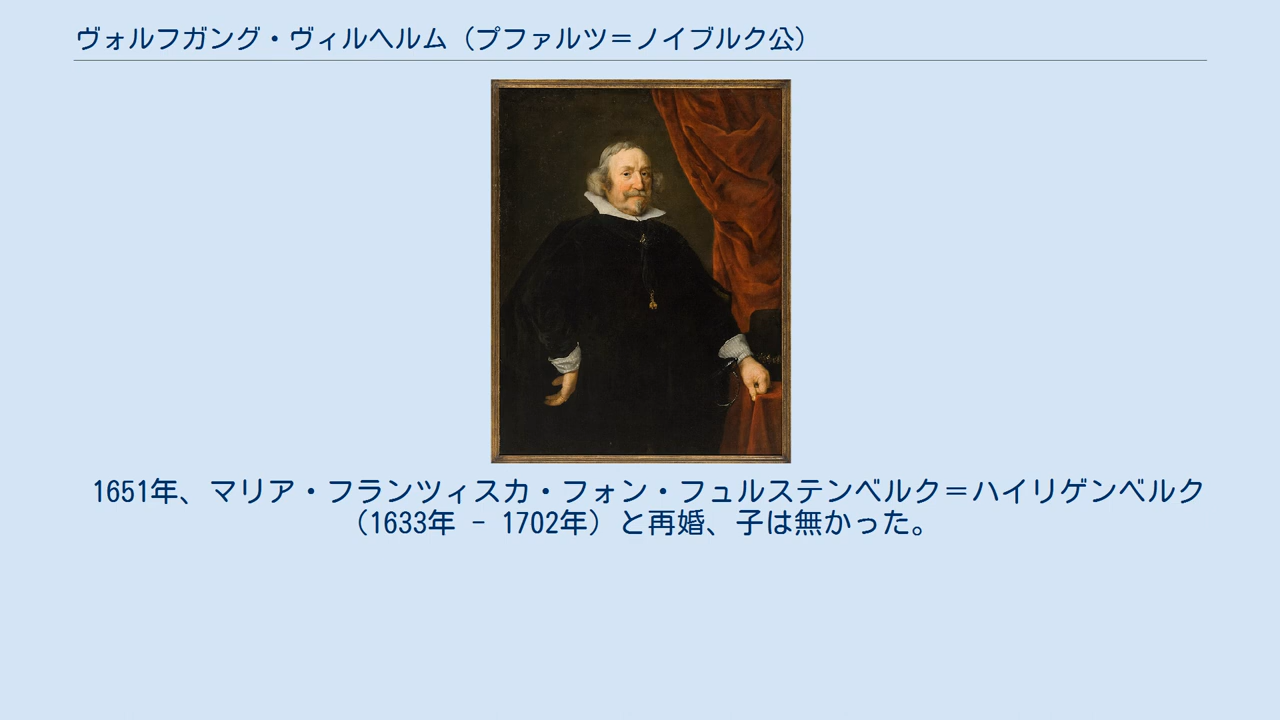 ヴォルフガング・ヴィルヘルム（プファルツ＝ノイブルク公）
1651年、マリア・フランツィスカ・フォン・フュルステンベルク＝ハイリゲンベルク
（1633年 - 1702年）と再婚、子は無かった。